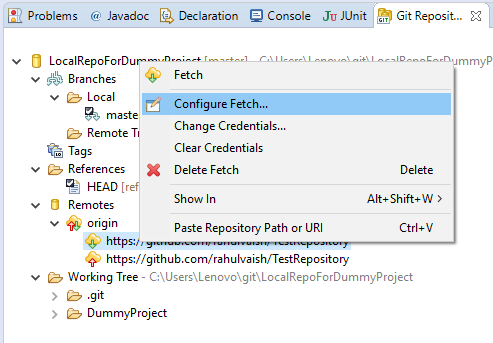 Problems @ Javadoc Declaration Console JUnit Git Reposit...
LocalRepoForDummyProject [master] - C:\Users\Lenovo\git\LocalRepoForDummyP
Branches
Fetch
Local
Configure Fetch...
master
Change Credentials...
Remote Tr
Clear Credentials
Tags
References
Delete Fetch Delete
HEAD [ref
Show In Alt+Shift+W
Remotes
origin
Paste Repository Path or URI Ctrl+V
https://github.com/rahulvaish/TestRepository
https://github.com/rahulvaish/TestRepository
Working Tree - C:\Users\Lenovo\git\LocalRepoForDummyProject
.git
DummyProject